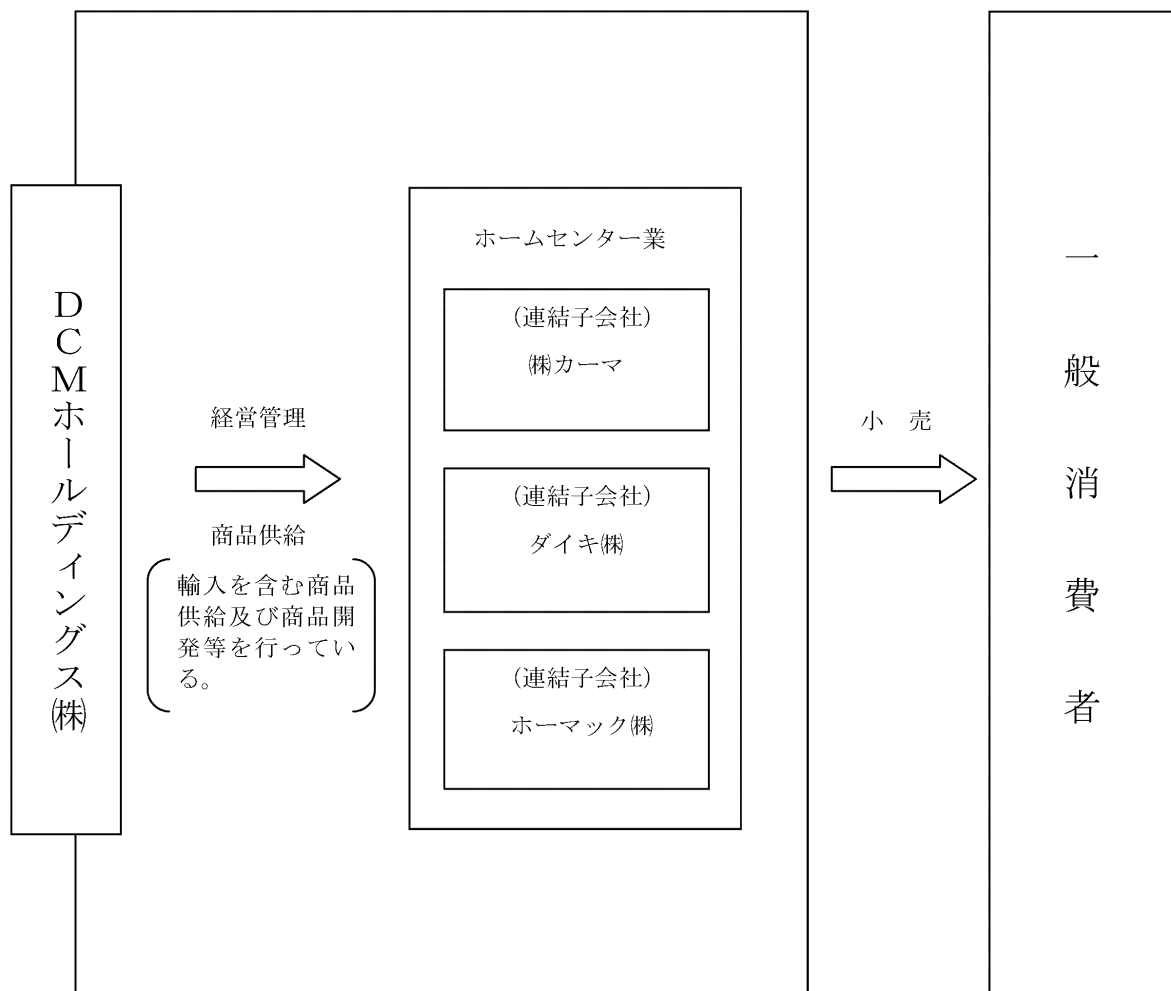 DCMホールディングス㈱
経営管理
商品供給
輸入を含む商品
供給及び商品開
発等を行ってい
る。
ホームセンター業
(連結子会社)
㈱カーマ
(連結子会社)
ダイキ㈱
(連結子会社)
ホーマック㈱
小 売
一般消費者